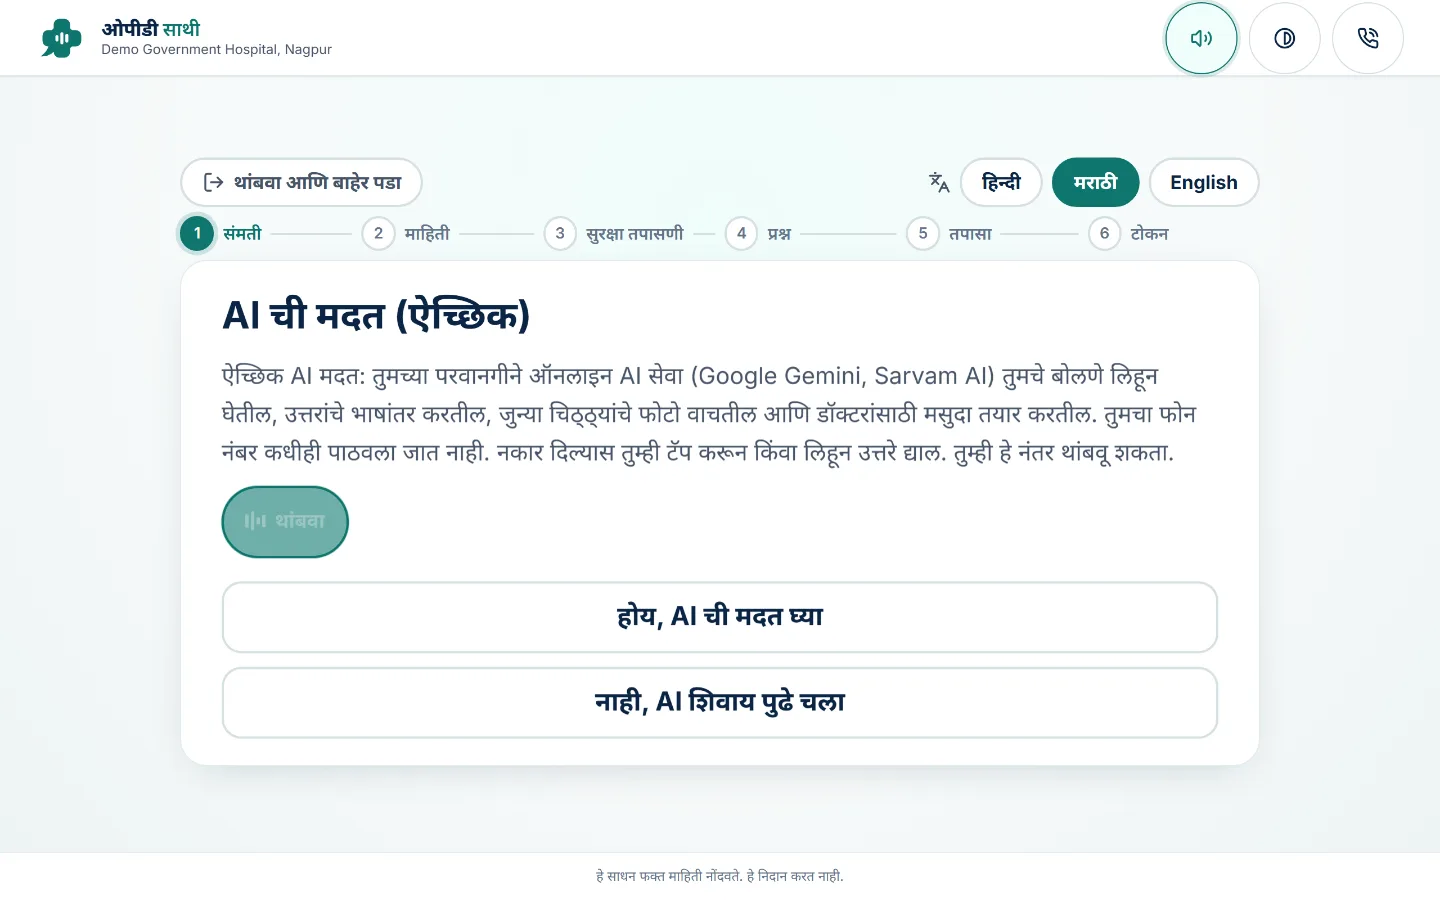 ओपीडी साथी
Demo Government Hospital, Nagpur
थांबवा आणि बाहेर पडा
हिन्दी
मराठी
English
1 संमती
2 माहिती
3 सुरक्षा तपासणी
4 प्रश्न
5 तपासा
6 टोकन
AI ची मदत (ऐच्छिक)
ऐच्छिक AI मदत: तुमच्या परवानगीने ऑनलाइन AI सेवा (Google Gemini, Sarvam AI) तुमचे बोलणे लिहून
घेतील, उत्तरांचे भाषांतर करतील, जुन्या चिठ्ठ्यांचे फोटो वाचतील आणि डॉक्टरांसाठी मसुदा तयार करतील. तुमचा फोन
नंबर कधीही पाठवला जात नाही. नकार दिल्यास तुम्ही टॅप करून किंवा लिहून उत्तरे द्याल. तुम्ही हे नंतर थांबवू शकता.
थांबवा
होय, AI ची मदत घ्या
नाही, AI शिवाय पुढे चला
हे साधन फक्त माहिती नोंदवते. हे निदान करत नाही.